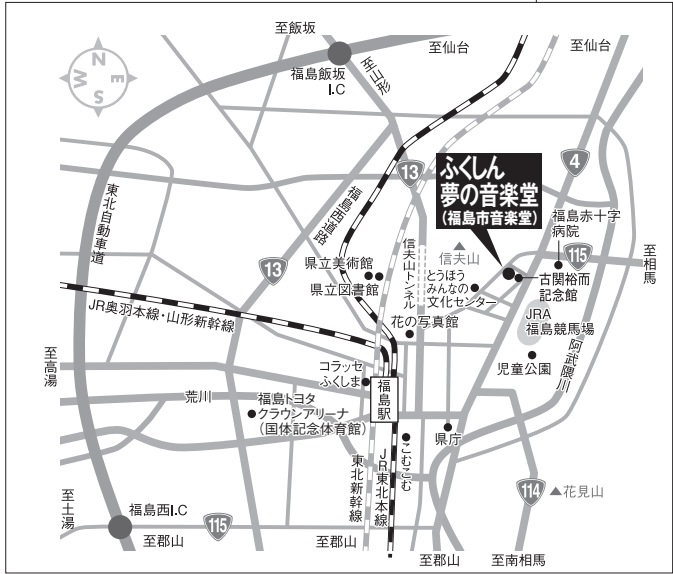 至飯坂
至仙台
至仙台
N
E
S
W
福島飯坂
I.C
至山形
13
ふくしん
夢の音楽堂
(福島市音楽堂)
4
福島赤十字
病院
115
至相馬
東北自動車道
福島西道路
13
信夫山トンネル
信夫山
県立美術館
県立図書館
とうほう
みんなの
文化センター
古関裕而
記念館
花の写真館
JRA
福島競馬場
阿武隈川
児童公園
JR奥羽本線・山形新幹線
至高湯
荒川
コラッセ
ふくしま
福島駅
福島トヨタ
クラウンアリーナ
(国体記念体育館)
県庁
こむこむ
東北新幹線
JR東北本線
114
花見山
至土湯
福島西I.C
115
至郡山
至郡山
至郡山
至南相馬